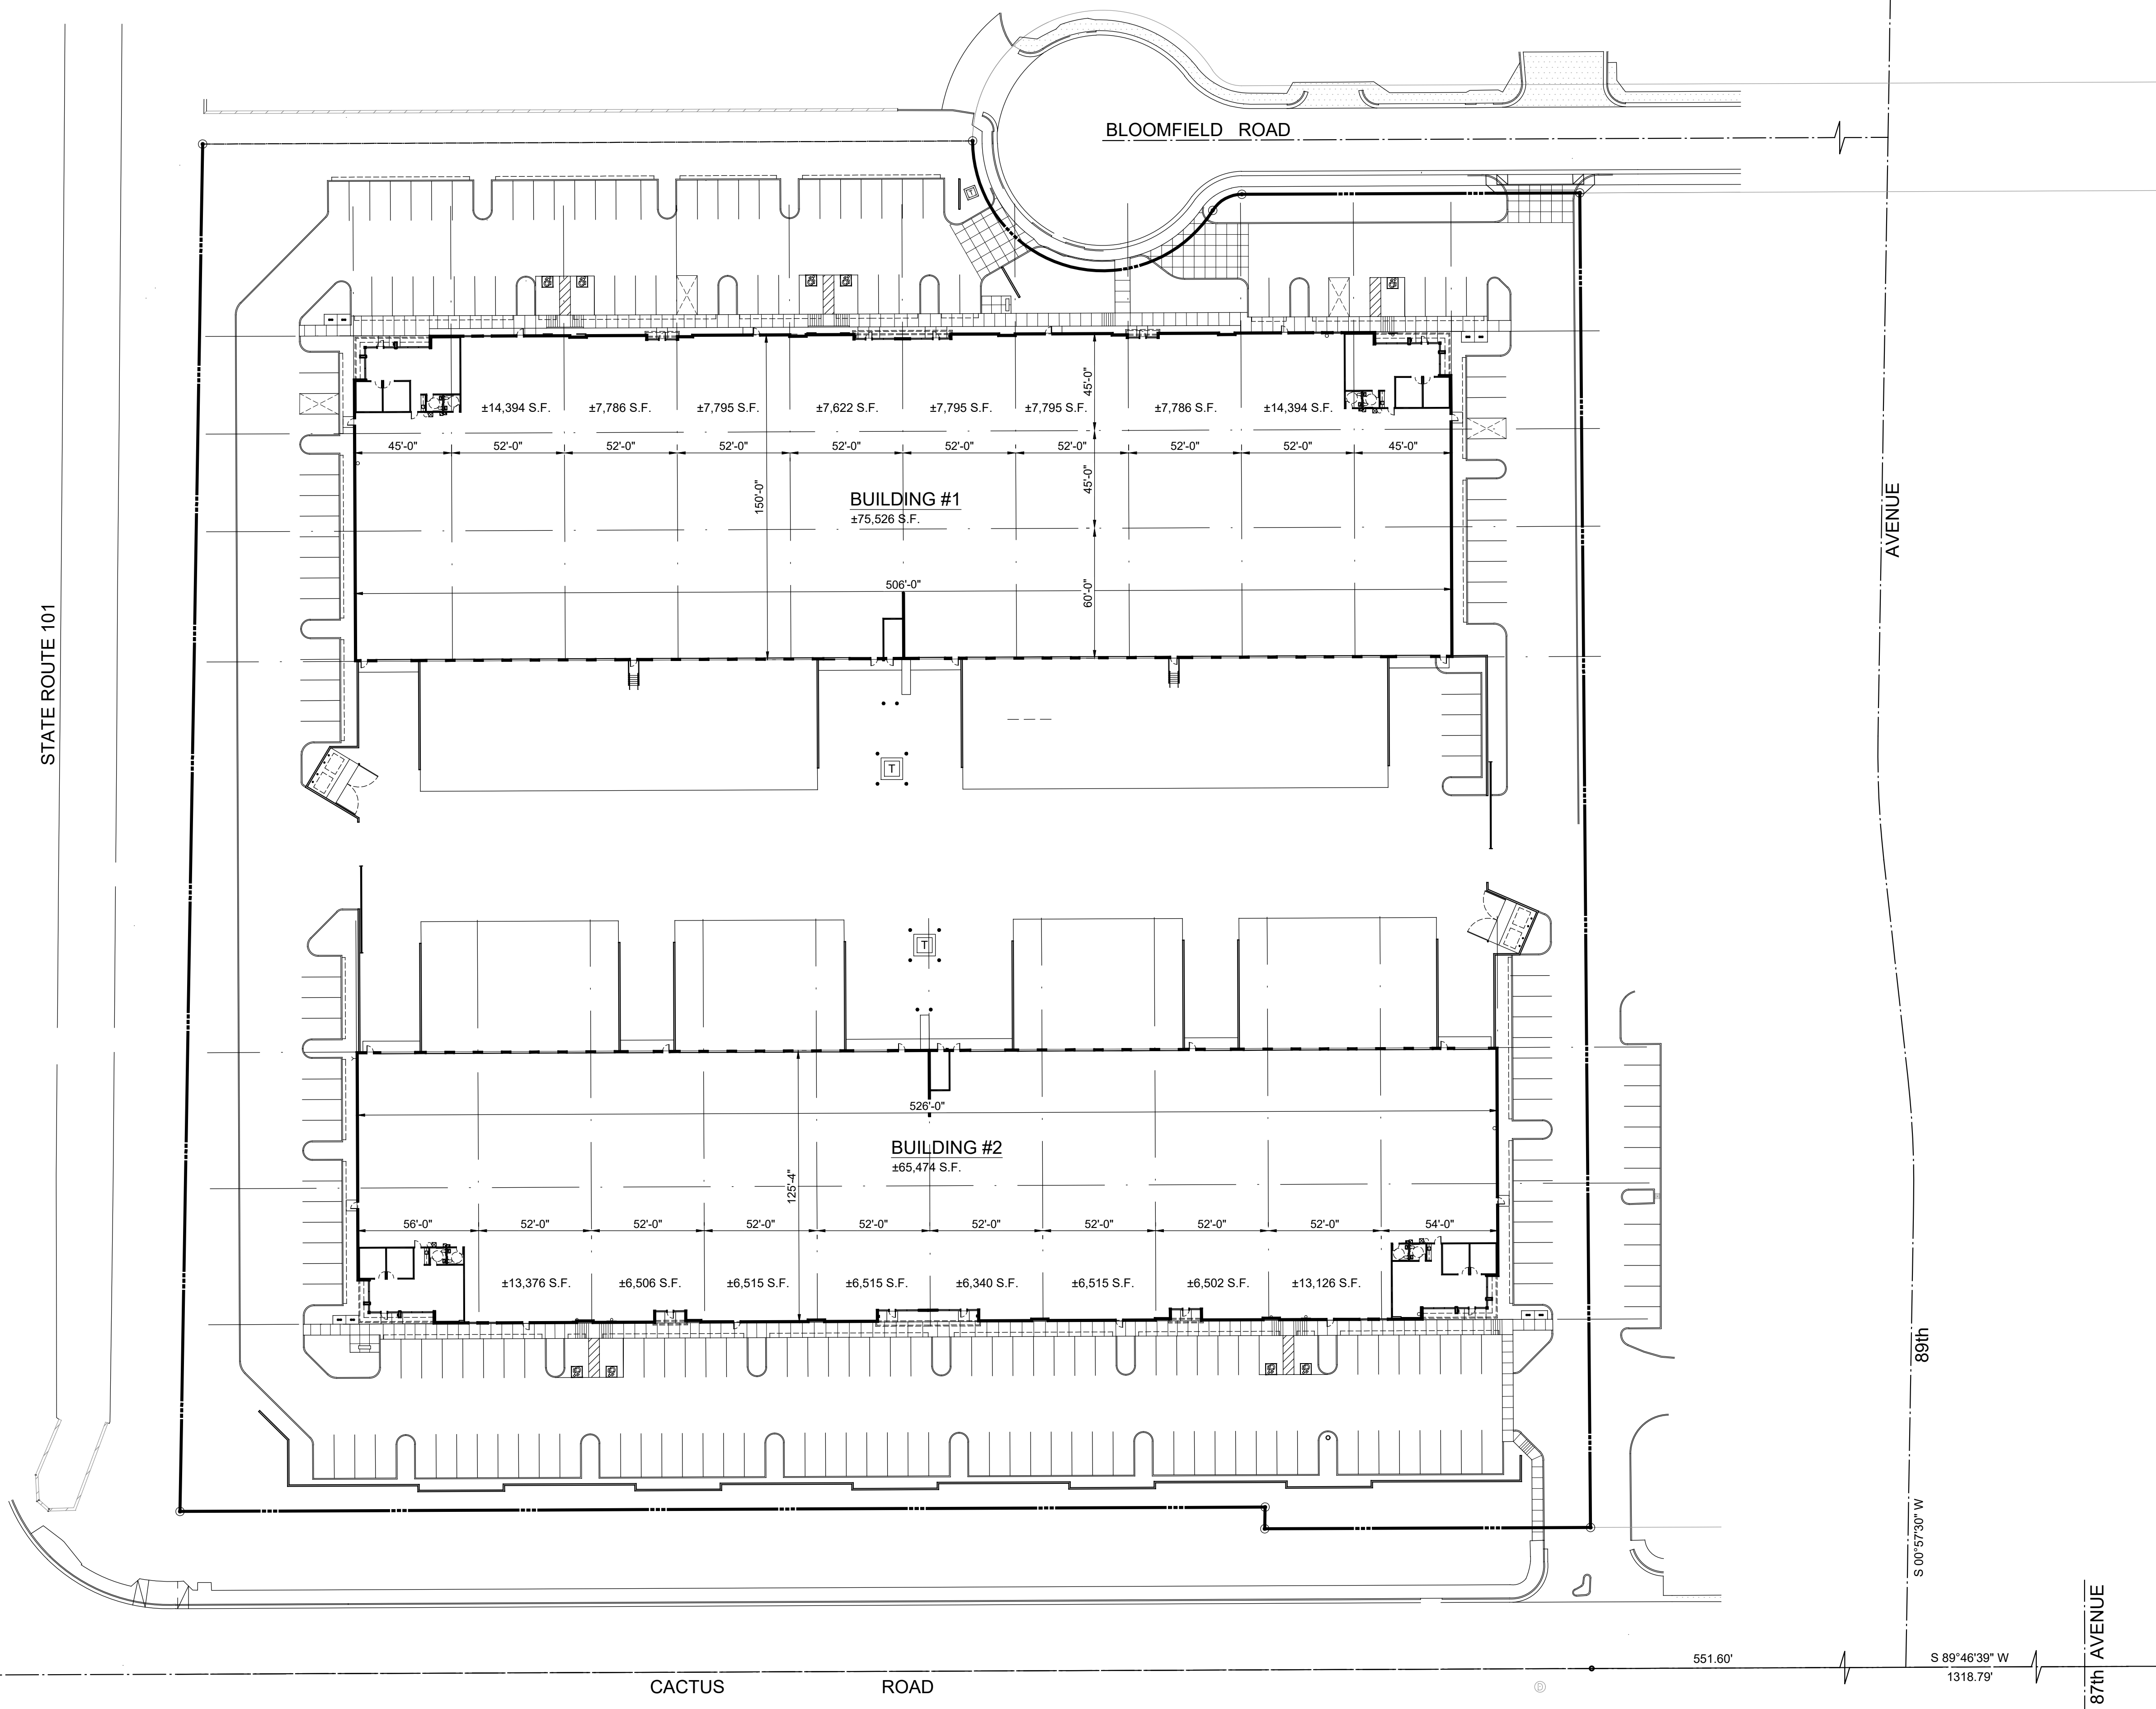 BLOOMFIELD ROAD
T
±14,394 S.F.
±7,786 S.F.
±7,795 S.F.
±7,622 S.F.
±7,795 S.F.
±7,795 S.F.
±7,786 S.F.
±14,394 S.F.
45'-0"
45'-0"
52'-0"
52'-0"
52'-0"
52'-0"
52'-0"
52'-0"
52'-0"
52'-0"
45'-0"
150'-0"
45'-0"
BUILDING #1
±75,526 S.F.
506'-0"
60'-0"
STATE ROUTE 101
AVENUE
T
T
526'-0"
BUILDING #2
±65,474 S.F.
125'-4"
56'-0"
52'-0"
52'-0"
52'-0"
52'-0"
52'-0"
52'-0"
52'-0"
52'-0"
54'-0"
±13,376 S.F.
±6,506 S.F.
±6,515 S.F.
±6,515 S.F.
±6,340 S.F.
±6,515 S.F.
±6,502 S.F.
±13,126 S.F.
89th
S 00°57'30" W
551.60'
S 89°46'39" W
1318.79'
CACTUS ROAD
87th AVENUE